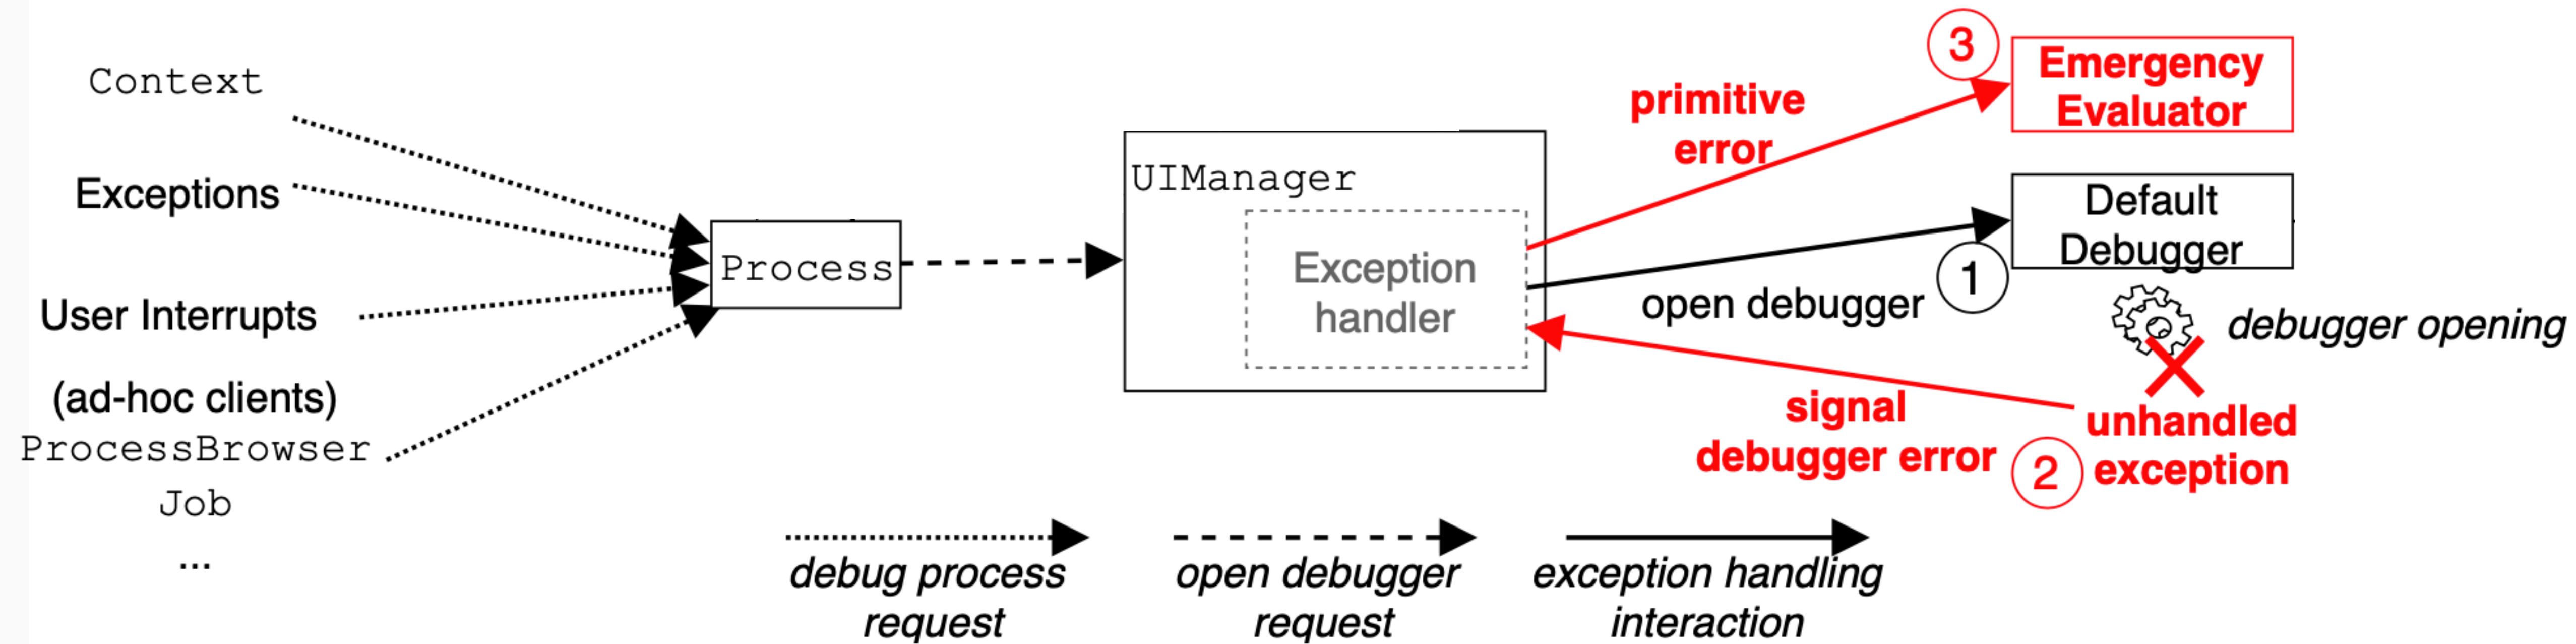 Context
Exceptions
User Interrupts
(ad-hoc clients)
ProcessBrowser
Job
...
Process
UIManager
Exception
handler
primitive
error
3
Emergency
Evaluator
Default
Debugger
open debugger
1
debugger opening
signal
debugger error
2
unhandled
exception
debug process
request
open debugger
request
exception handling
interaction